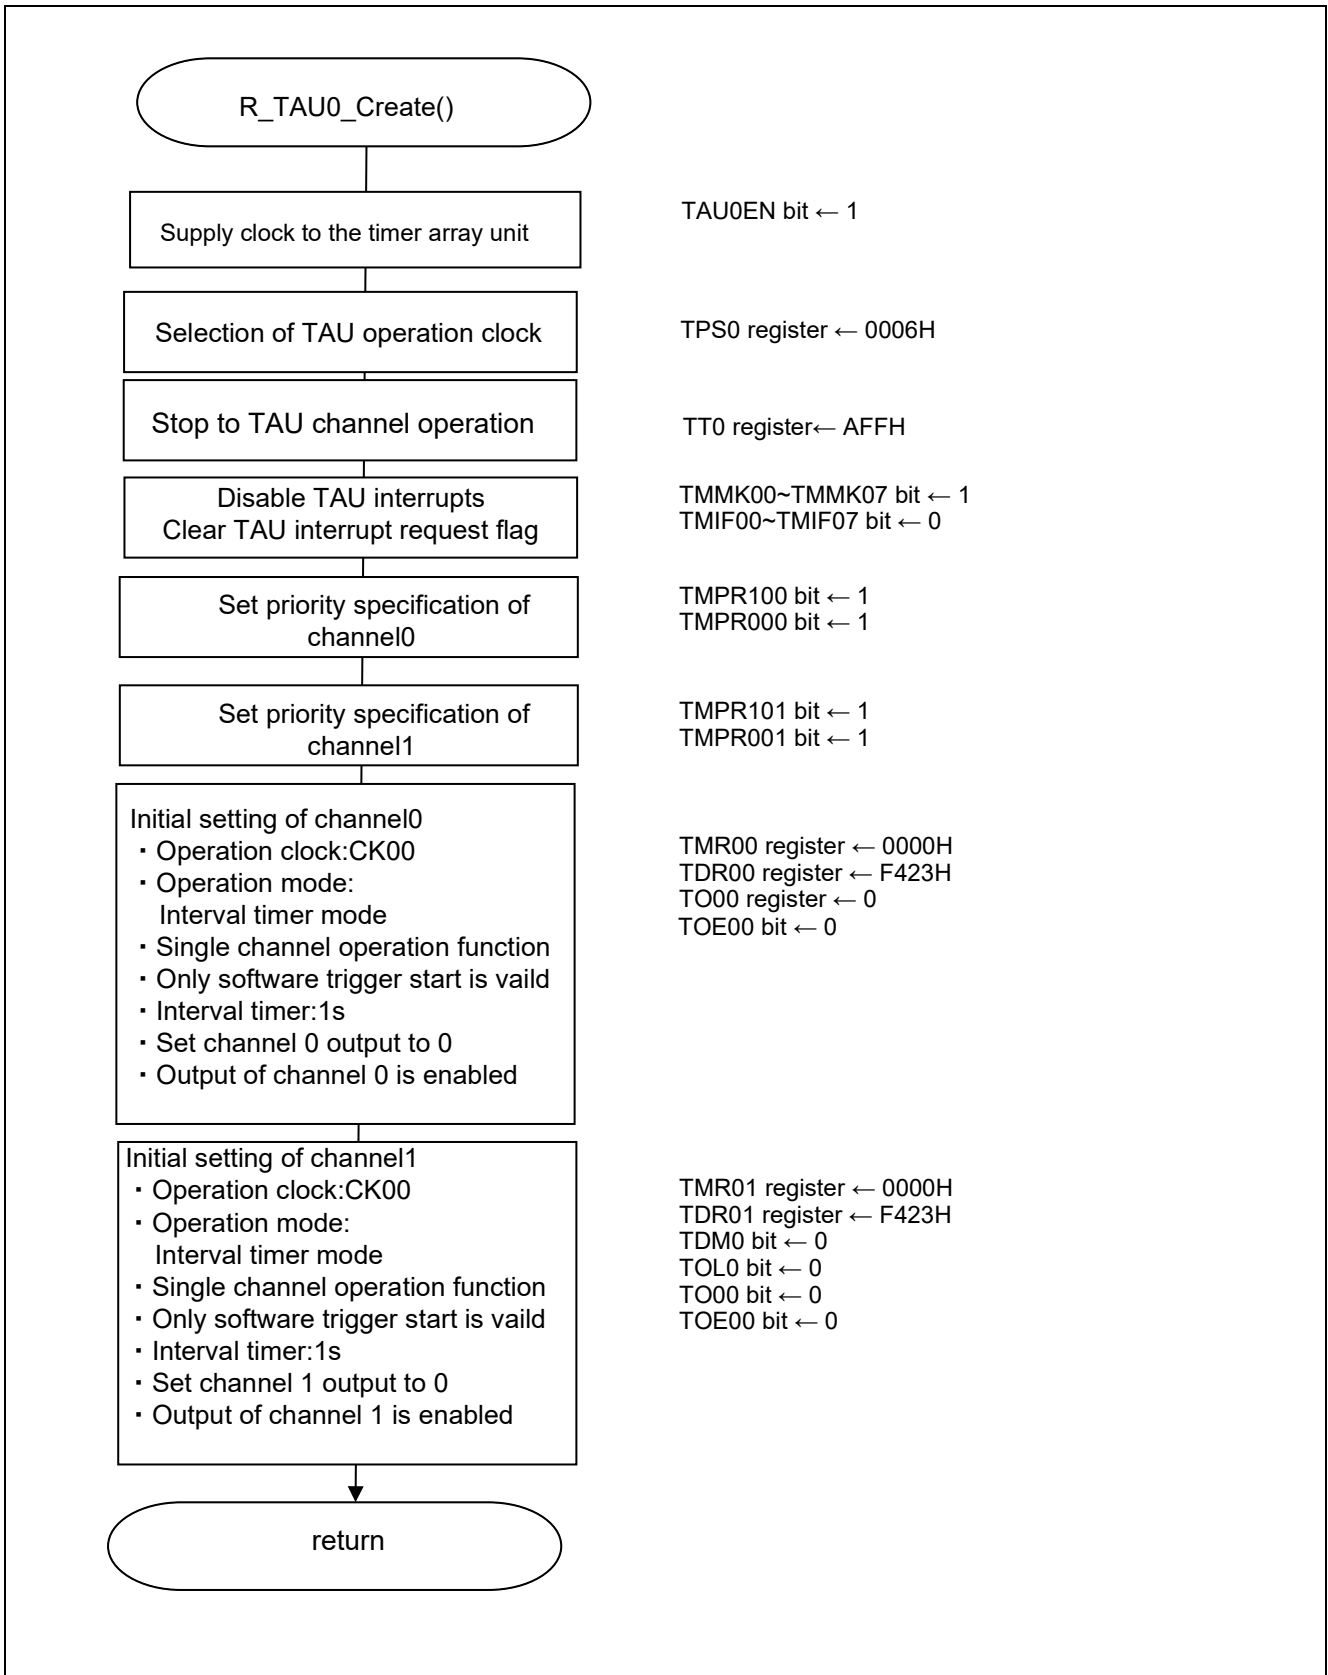 R_TAU0_Create()
Supply clock to the timer array unit
TAU0EN bit ← 1
Selection of TAU operation clock
TPS0 register ← 0006H
Stop to TAU channel operation
TT0 register← AFFH
Disable TAU interrupts
Clear TAU interrupt request flag
TMMK00~TMMK07 bit ← 1
TMIF00~TMIF07 bit ← 0
Set priority specification of
channel0
TMPR100 bit ← 1
TMPR000 bit ← 1
Set priority specification of
channel1
TMPR101 bit ← 1
TMPR001 bit ← 1
Initial setting of channel0
・Operation clock:CK00
・Operation mode:
Interval timer mode
・Single channel operation function
・Only software trigger start is vaild
・Interval timer:1s
・Set channel 0 output to 0
・Output of channel 0 is enabled
TMR00 register ← 0000H
TDR00 register ← F423H
TO00 register ← 0
TOE00 bit ← 0
Initial setting of channel1
・Operation clock:CK00
・Operation mode:
Interval timer mode
・Single channel operation function
・Only software trigger start is vaild
・Interval timer:1s
・Set channel 1 output to 0
・Output of channel 1 is enabled
TMR01 register ← 0000H
TDR01 register ← F423H
TDM0 bit ← 0
TOL0 bit ← 0
TO00 bit ← 0
TOE00 bit ← 0
return